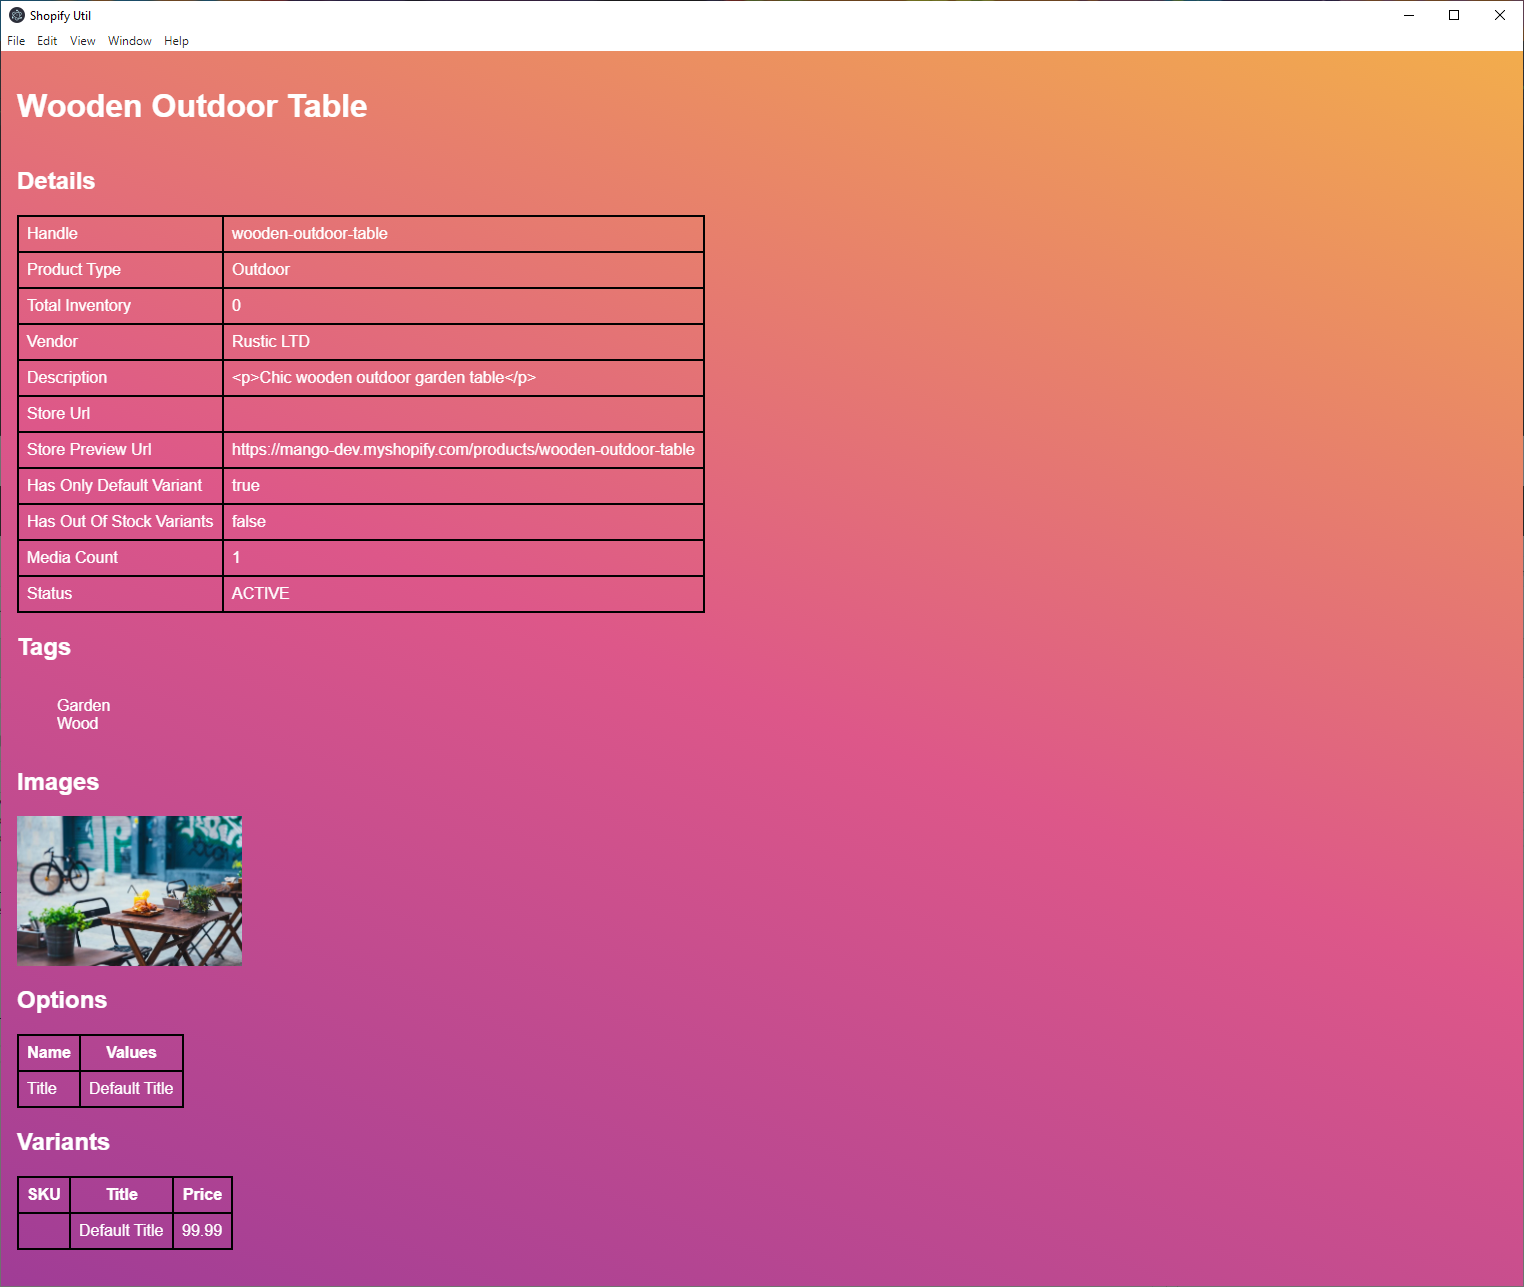 Shopify Util
File Edit View Window Help
Wooden Outdoor Table
Details
Handle wooden-outdoor-table
Product Type Outdoor
Total Inventory 0
Vendor Rustic LTD
Description <p>Chic wooden outdoor garden table</p>
Store Url
Store Preview Url https://mango-dev.myshopify.com/products/wooden-outdoor-table
Has Only Default Variant true
Has Out Of Stock Variants false
Media Count 1
Status ACTIVE
Tags
Garden
Wood
Images
Options
Name Values
Title Default Title
Variants
SKU Title Price
Default Title 99.99